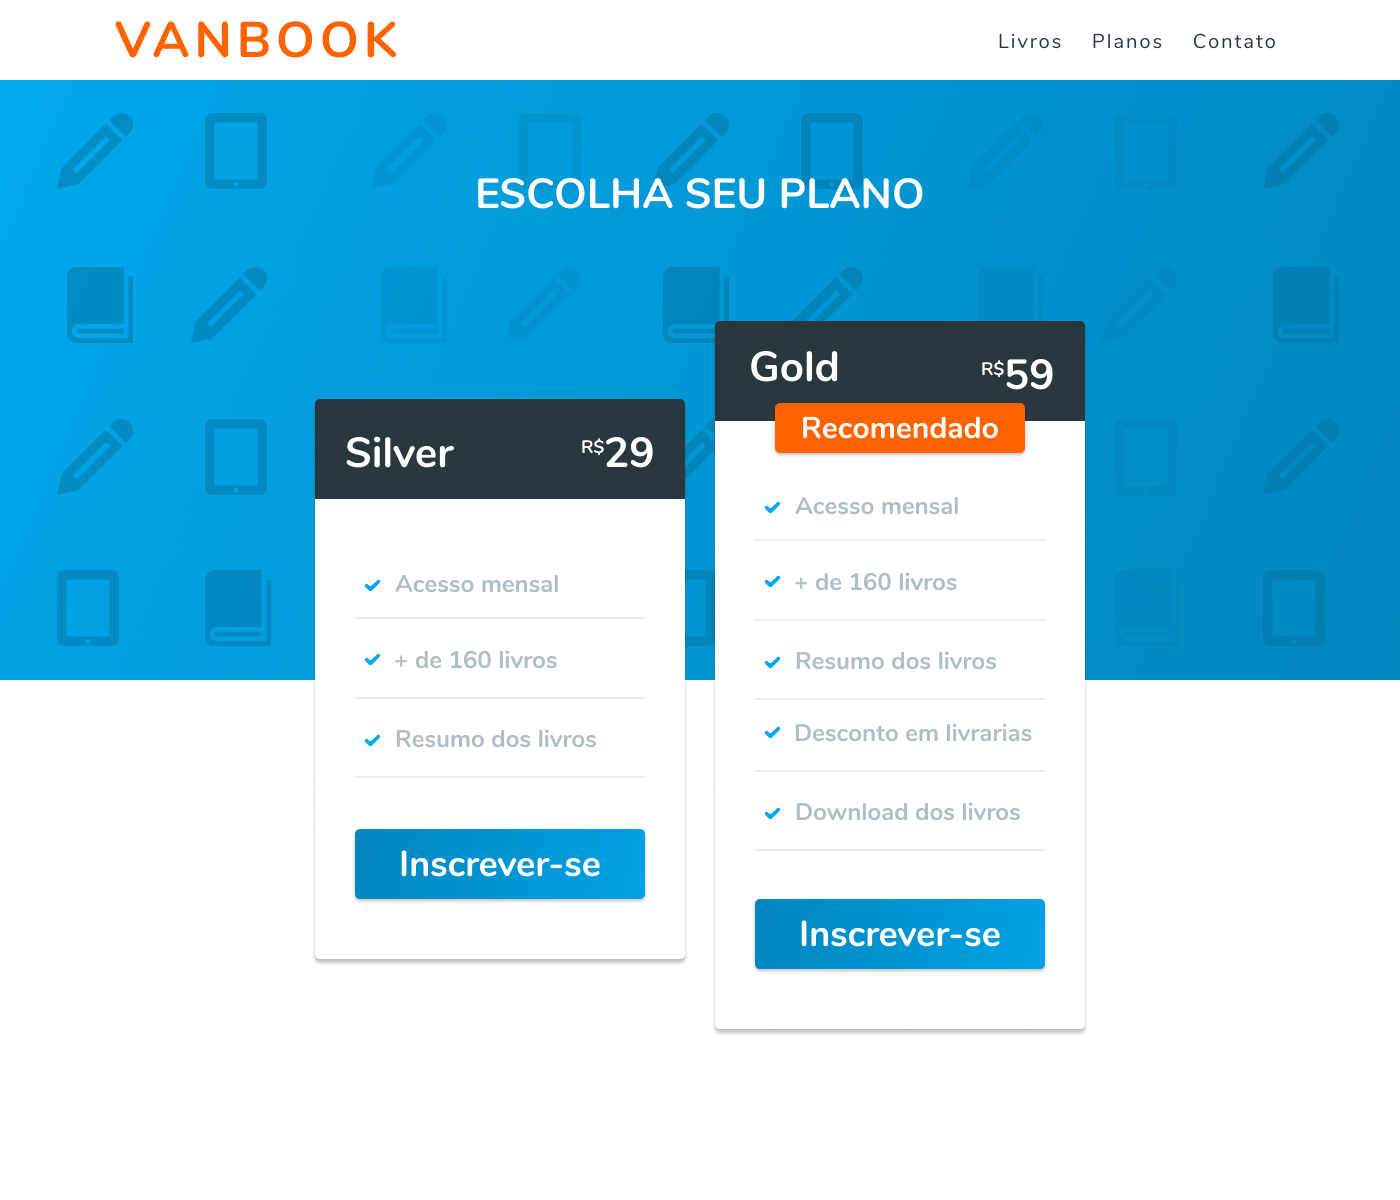 VANBOOK
Livros Planos Contato
ESCOLHA SEU PLANO
Silver R$29
Acesso mensal
+ de 160 livros
Resumo dos livros
Inscrever-se
Gold R$59
Recomendado
Acesso mensal
+ de 160 livros
Resumo dos livros
Desconto em livrarias
Download dos livros
Inscrever-se